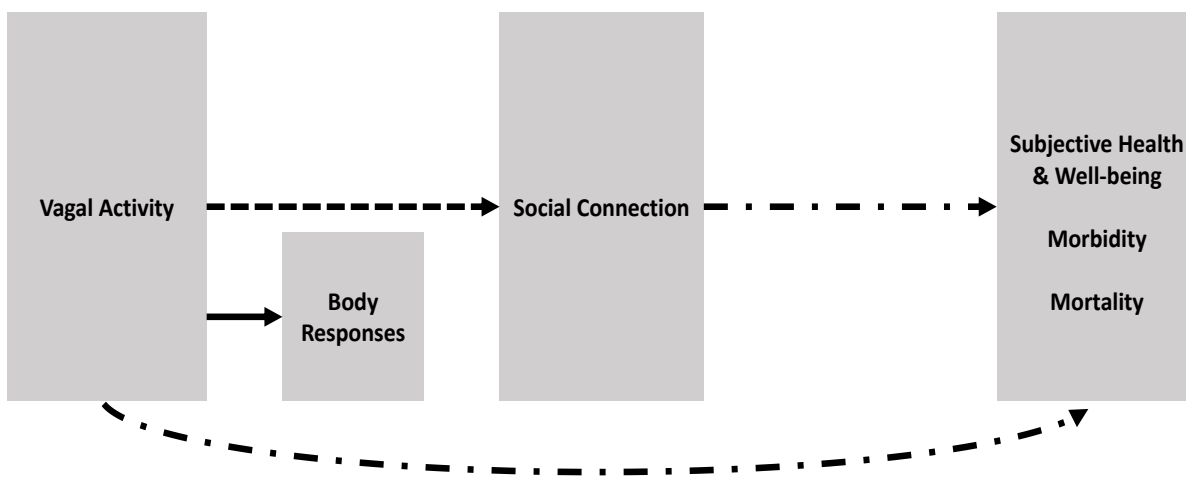 Vagal Activity
Body
Responses
Social Connection
Subjective Health
& Well-being
Morbidity
Mortality